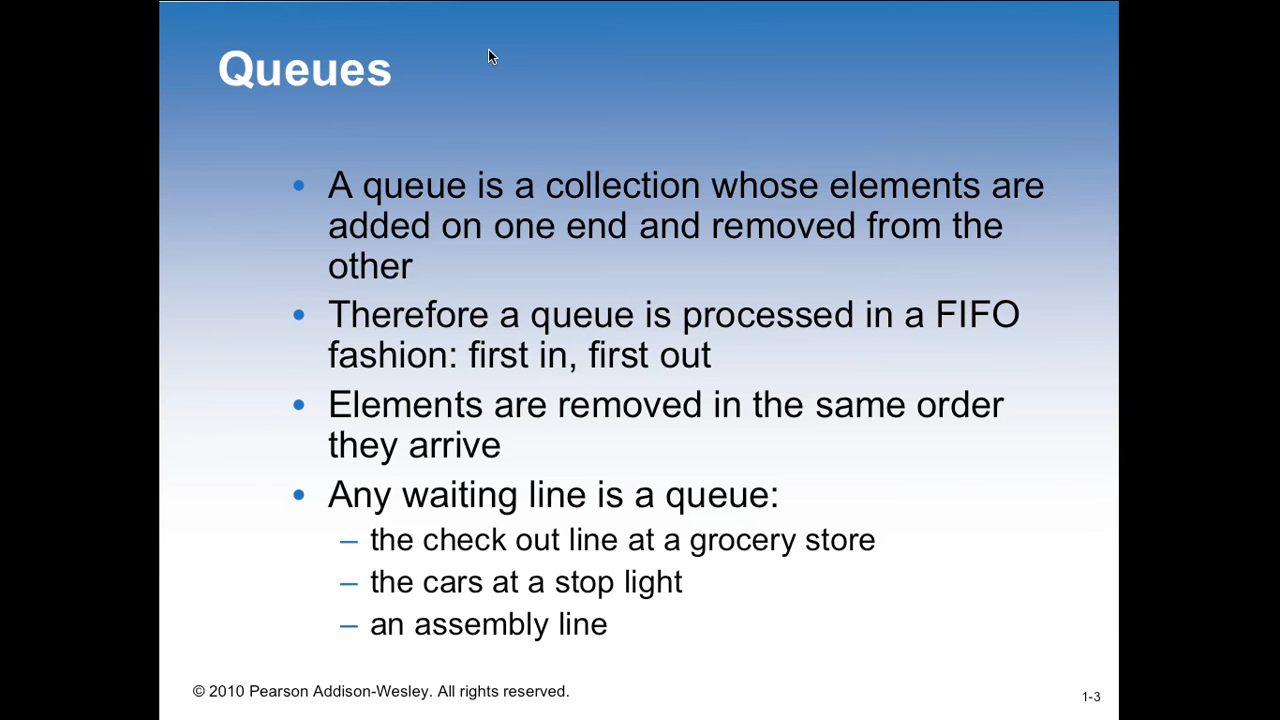 Queues
• A queue is a collection whose elements are
added on one end and removed from the
other
• Therefore a queue is processed in a FIFO
fashion: first in, first out
• Elements are removed in the same order
they arrive
• Any waiting line is a queue:
– the check out line at a grocery store
– the cars at a stop light
– an assembly line
© 2010 Pearson Addison-Wesley. All rights reserved.
1-3